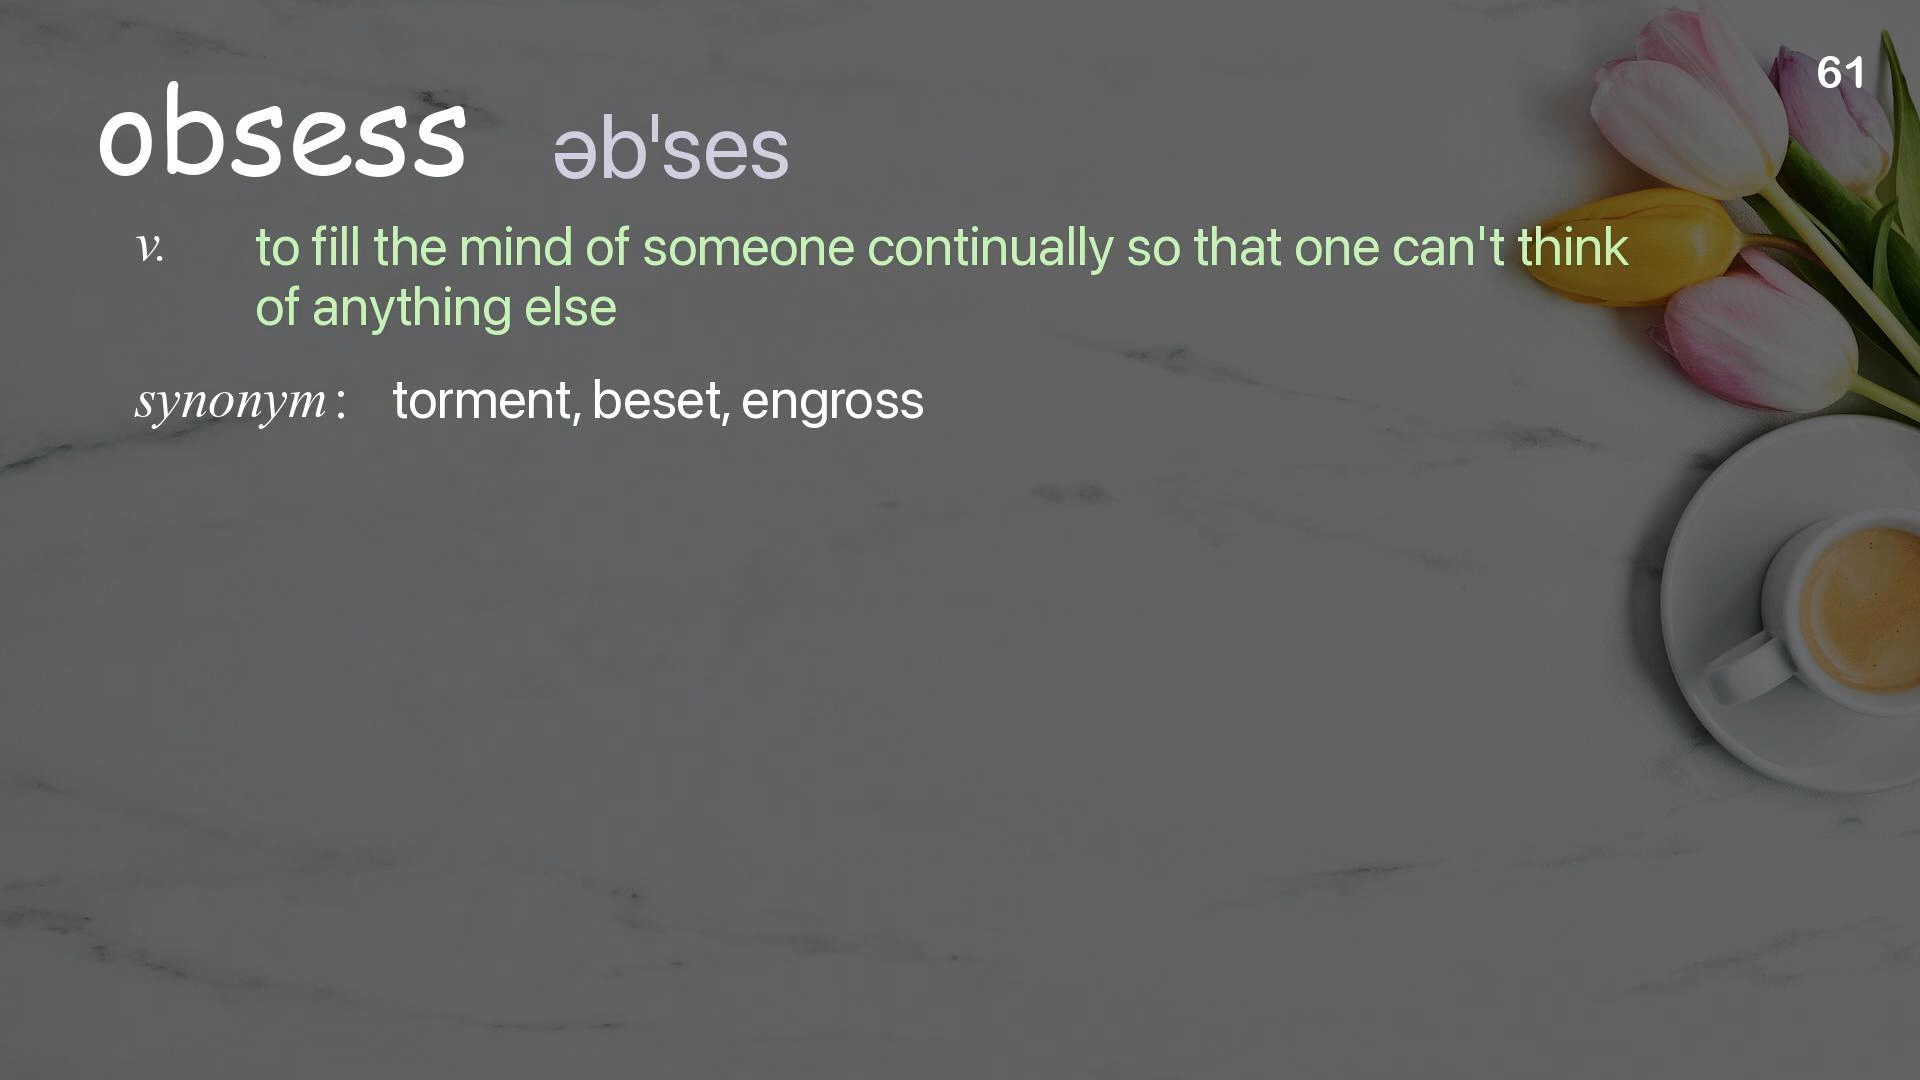 61
obsess əb'ses
v. to fill the mind of someone continually so that one can't think
of anything else
synonym : torment, beset, engross